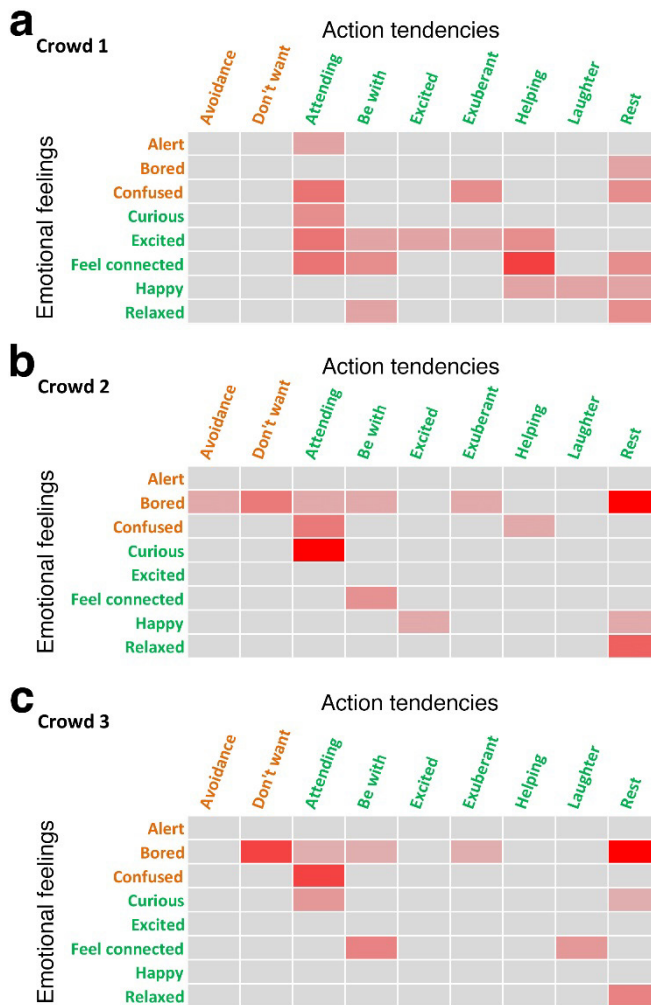 a
Crowd 1
Action tendencies
Avoidance Don't want Attending Be with Excited Exuberant Helping Laughter Rest
Emotional feelings
Alert
Bored
Confused
Curious
Excited
Feel connected
Happy
Relaxed
b
Crowd 2
Action tendencies
Avoidance Don't want Attending Be with Excited Exuberant Helping Laughter Rest
Emotional feelings
Alert
Bored
Confused
Curious
Excited
Feel connected
Happy
Relaxed
c
Crowd 3
Action tendencies
Avoidance Don't want Attending Be with Excited Exuberant Helping Laughter Rest
Emotional feelings
Alert
Bored
Confused
Curious
Excited
Feel connected
Happy
Relaxed